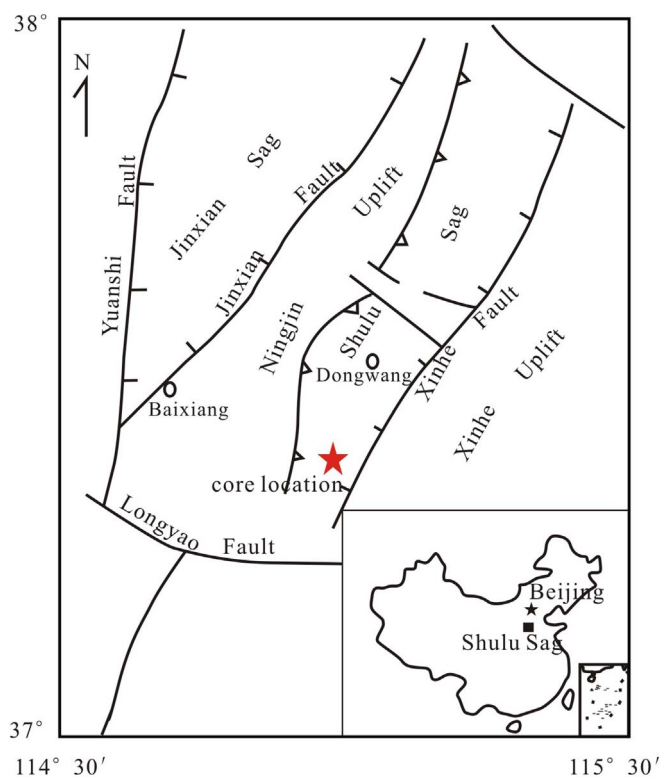 38°
N
Sag
Jinxian
Fault
Jinxian
Fault
Yuanshi
Uplift
Ningjin
Sag
Shulu
Fault
Xinhe
Uplift
Xinhe
Dongwang
Baixiang
core location
Longyao
Fault
Beijing
Shulu Sag
37°
114° 30′
115° 30′